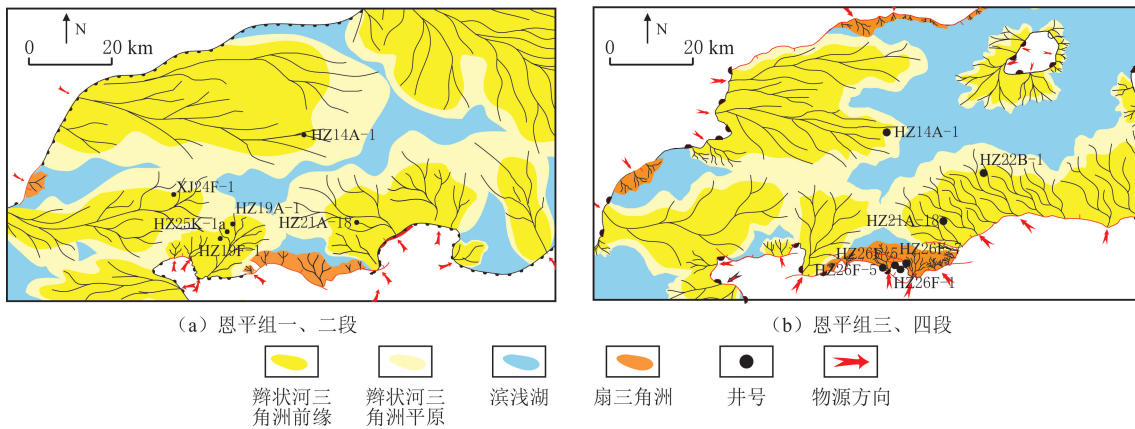 N
0
20 km
HZ14A-1
XJ24F-1
HZ19A-1
HZ25K-1a
HZ21A-18
HZ19F-1
(a) 恩平组一、二段
N
0
20 km
HZ14A-1
HZ22B-1
HZ21A-18
HZ26F-6
HZ26F-7
HZ26F-5
HZ26F-1
(b) 恩平组三、四段
辫状河三
角洲前缘
辫状河三
角洲平原
滨浅湖
扇三角洲
井号
物源方向